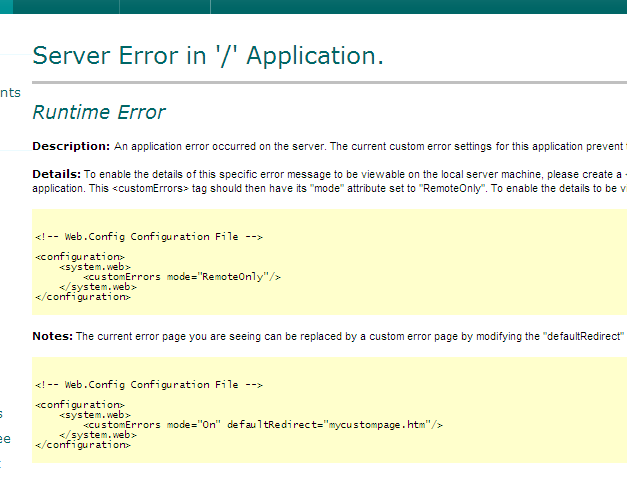 Server Error in '/' Application.
nts
Runtime Error
Description: An application error occurred on the server. The current custom error settings for this application prevent
Details: To enable the details of this specific error message to be viewable on the local server machine, please create a
application. This <customErrors> tag should then have its "mode" attribute set to "RemoteOnly". To enable the details to be v
<!-- Web.Config Configuration File -->
<configuration>
<system.web>
<customErrors mode="RemoteOnly"/>
</system.web>
</configuration>
Notes: The current error page you are seeing can be replaced by a custom error page by modifying the "defaultRedirect"
<!-- Web.Config Configuration File -->
<configuration>
s
<system.web>
<customErrors mode="On" defaultRedirect="mycustompage.htm"/>
ee
</system.web>
</configuration>